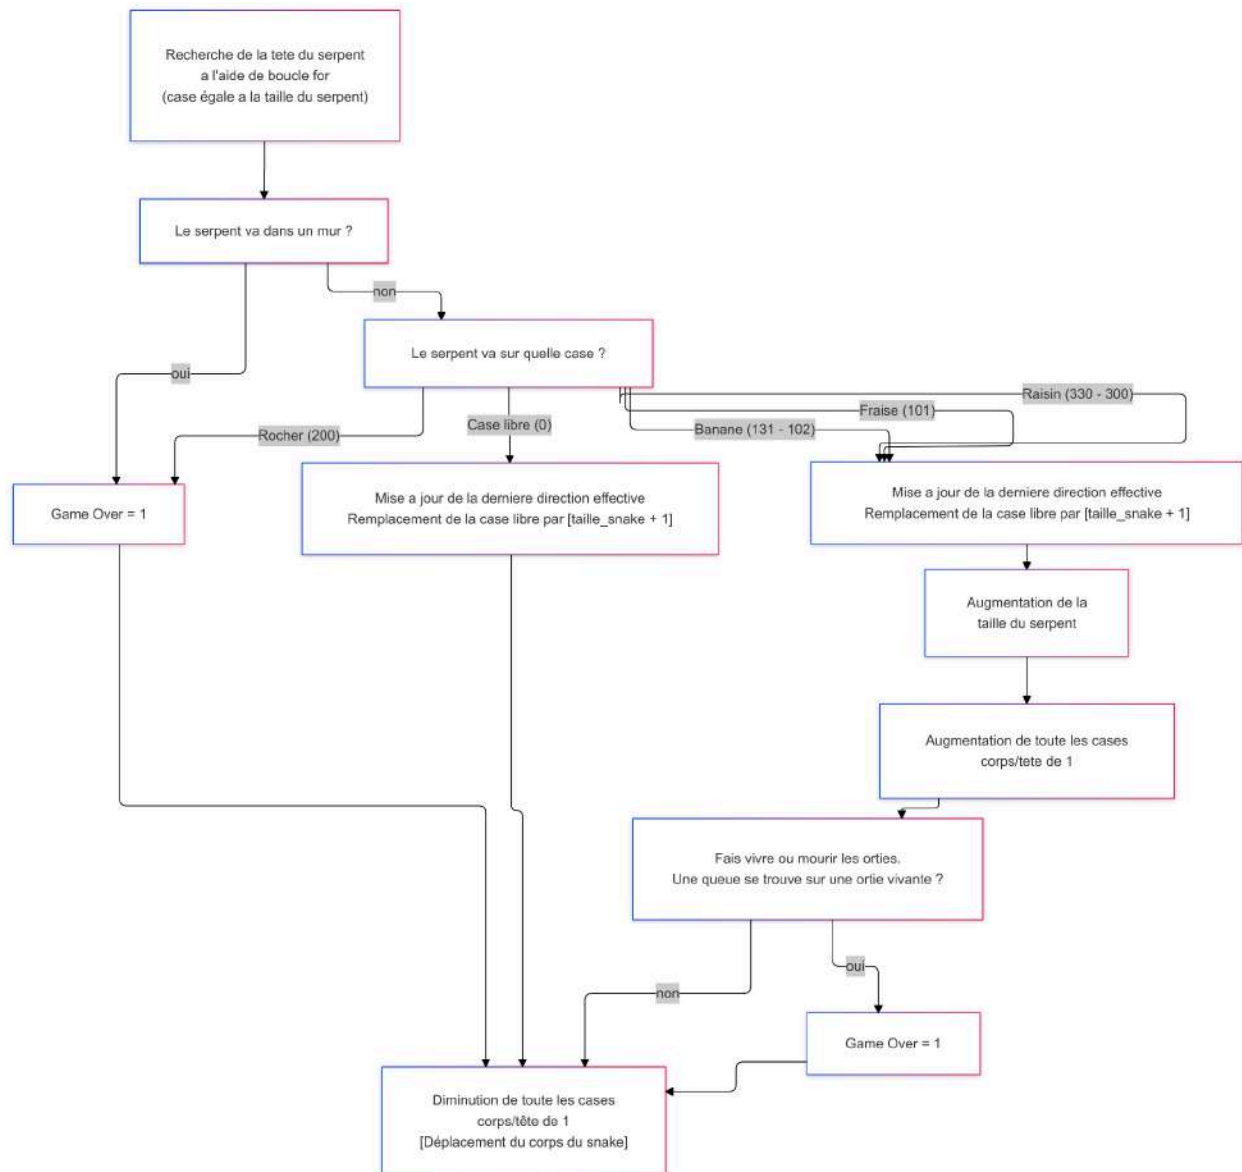 Recherche de la tete du serpent
a l'aide de boucle for
(case égale a la taille du serpent)
Le serpent va dans un mur ?
non
Le serpent va sur quelle case ?
oui
Raisin (330 - 300)
Fraise (101)
Case libre (0)
Banane (131 - 102)
Rocher (200)
Game Over = 1
Mise a jour de la derniere direction effective
Remplacement de la case libre par [taille_snake + 1]
Mise a jour de la derniere direction effective
Remplacement de la case libre par [taille_snake + 1]
Augmentation de la
taille du serpent
Augmentation de toute les cases
corps/tete de 1
Fais vivre ou mourir les orties.
Une queue se trouve sur une ortie vivante ?
oui
non
Game Over = 1
Diminution de toute les cases
corps/tête de 1
[Déplacement du corps du snake]